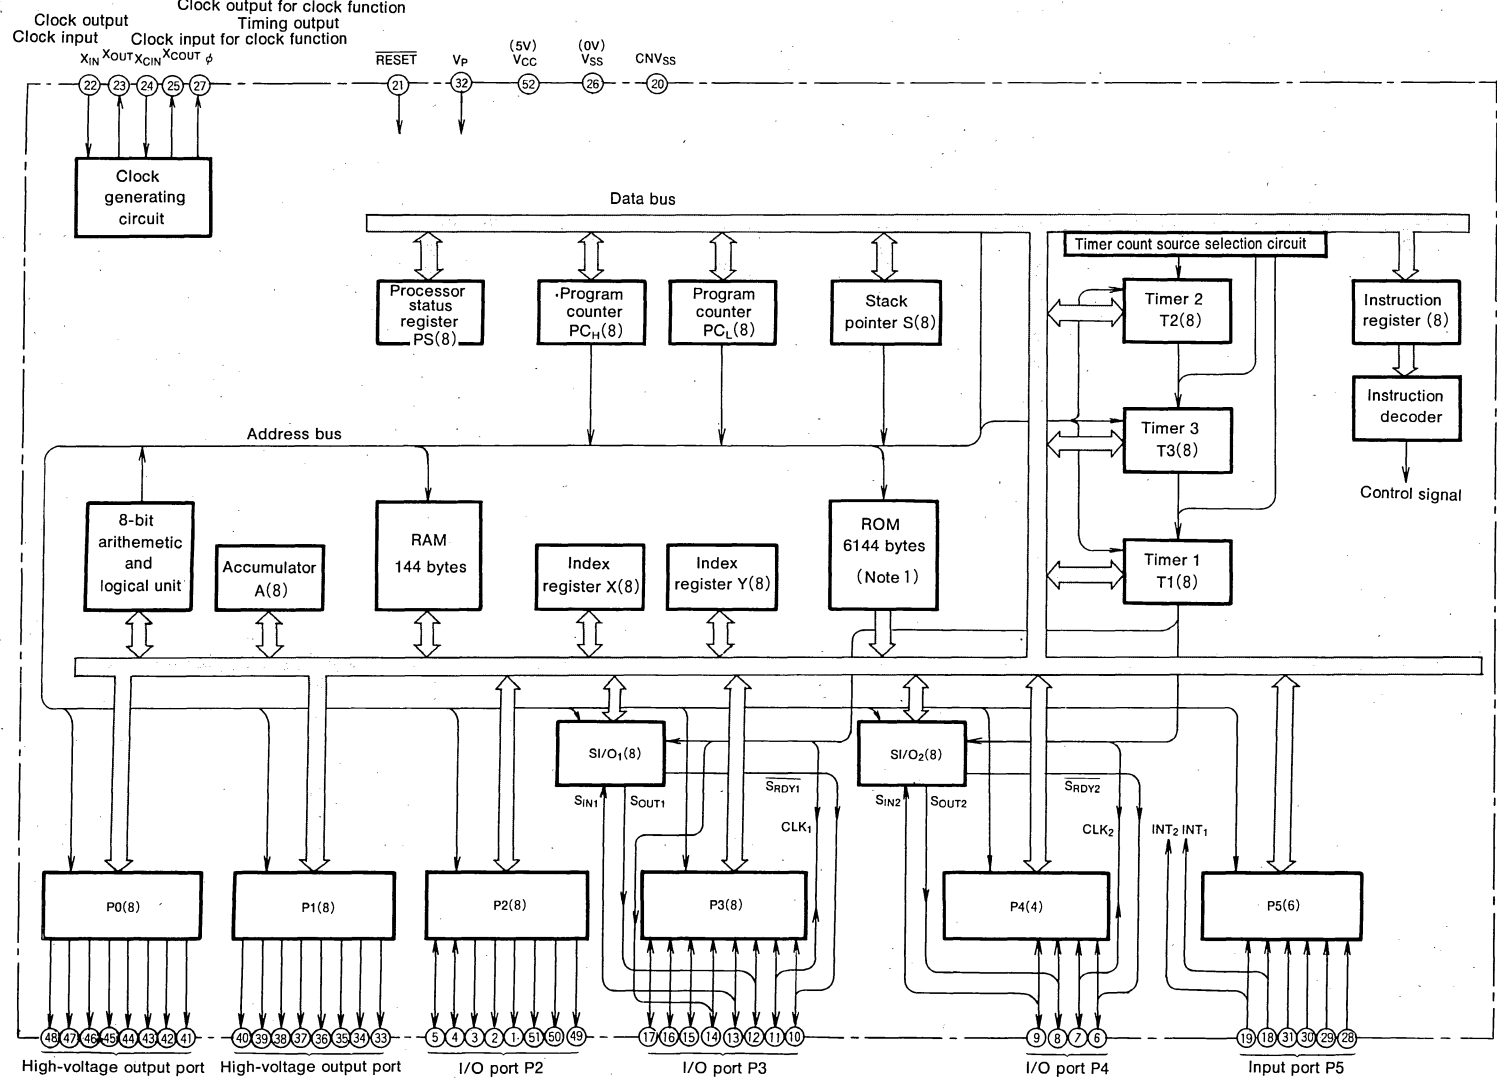 Clock output for clock function
Clock output
Timing output
Clock input
Clock input for clock function
XIN XOUT XCIN XCOUT φ
RESET
VP
(5V)
VCC
(0V)
VSS
CNVSS
22 23 24 25 27
21
32
52
26
20
Clock
generating
circuit
Data bus
Timer count source selection circuit
Processor
status
register
PS(8)
Program
counter
PCH(8)
Program
counter
PCL(8)
Stack
pointer S(8)
Timer 2
T2(8)
Instruction
register (8)
Instruction
decoder
Control signal
Timer 3
T3(8)
Address bus
8-bit
arithemetic
and
logical unit
Accumulator
A(8)
RAM
144 bytes
Index
register X(8)
Index
register Y(8)
ROM
6144 bytes
(Note 1)
Timer 1
T1(8)
SI/O1(8)
SI/O2(8)
SIN1
SOUT1
SRDY1
CLK1
SIN2
SOUT2
SRDY2
CLK2
INT2 INT1
P0(8)
P1(8)
P2(8)
P3(8)
P4(4)
P5(6)
48 47 46 45 44 43 42 41
40 39 38 37 36 35 34 33
5 4 3 2 1 51 50 49
17 16 15 14 13 12 11 10
9 8 7 6
19 18 31 30 29 28
High-voltage output port
High-voltage output port
I/O port P2
I/O port P3
I/O port P4
Input port P5